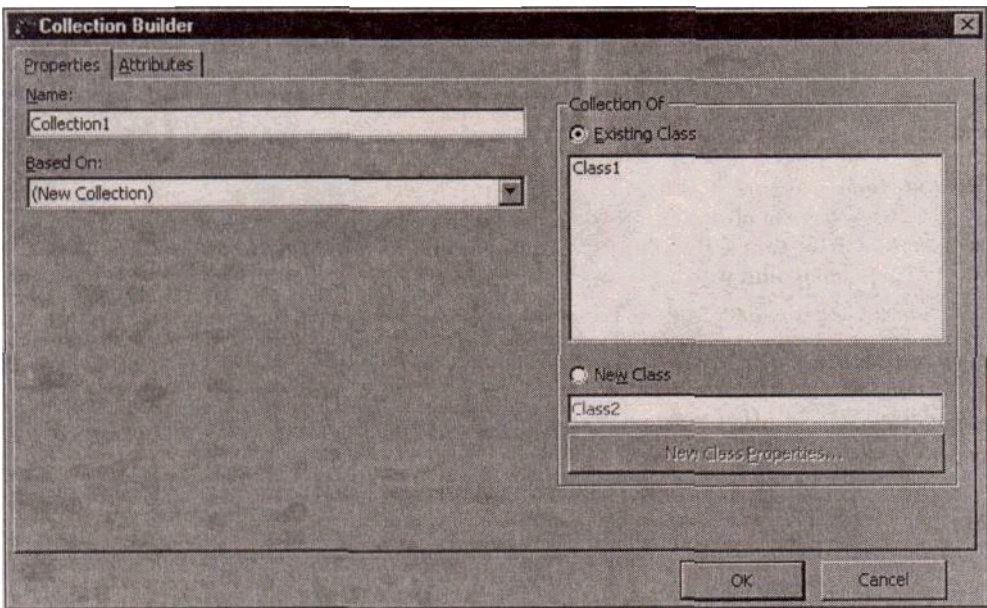 Collection Builder
Properties
Attributes
Name:
Collection1
Based On:
(New Collection)
Collection Of
Existing Class
Class1
New Class
Class2
New Class Properties...
OK
Cancel